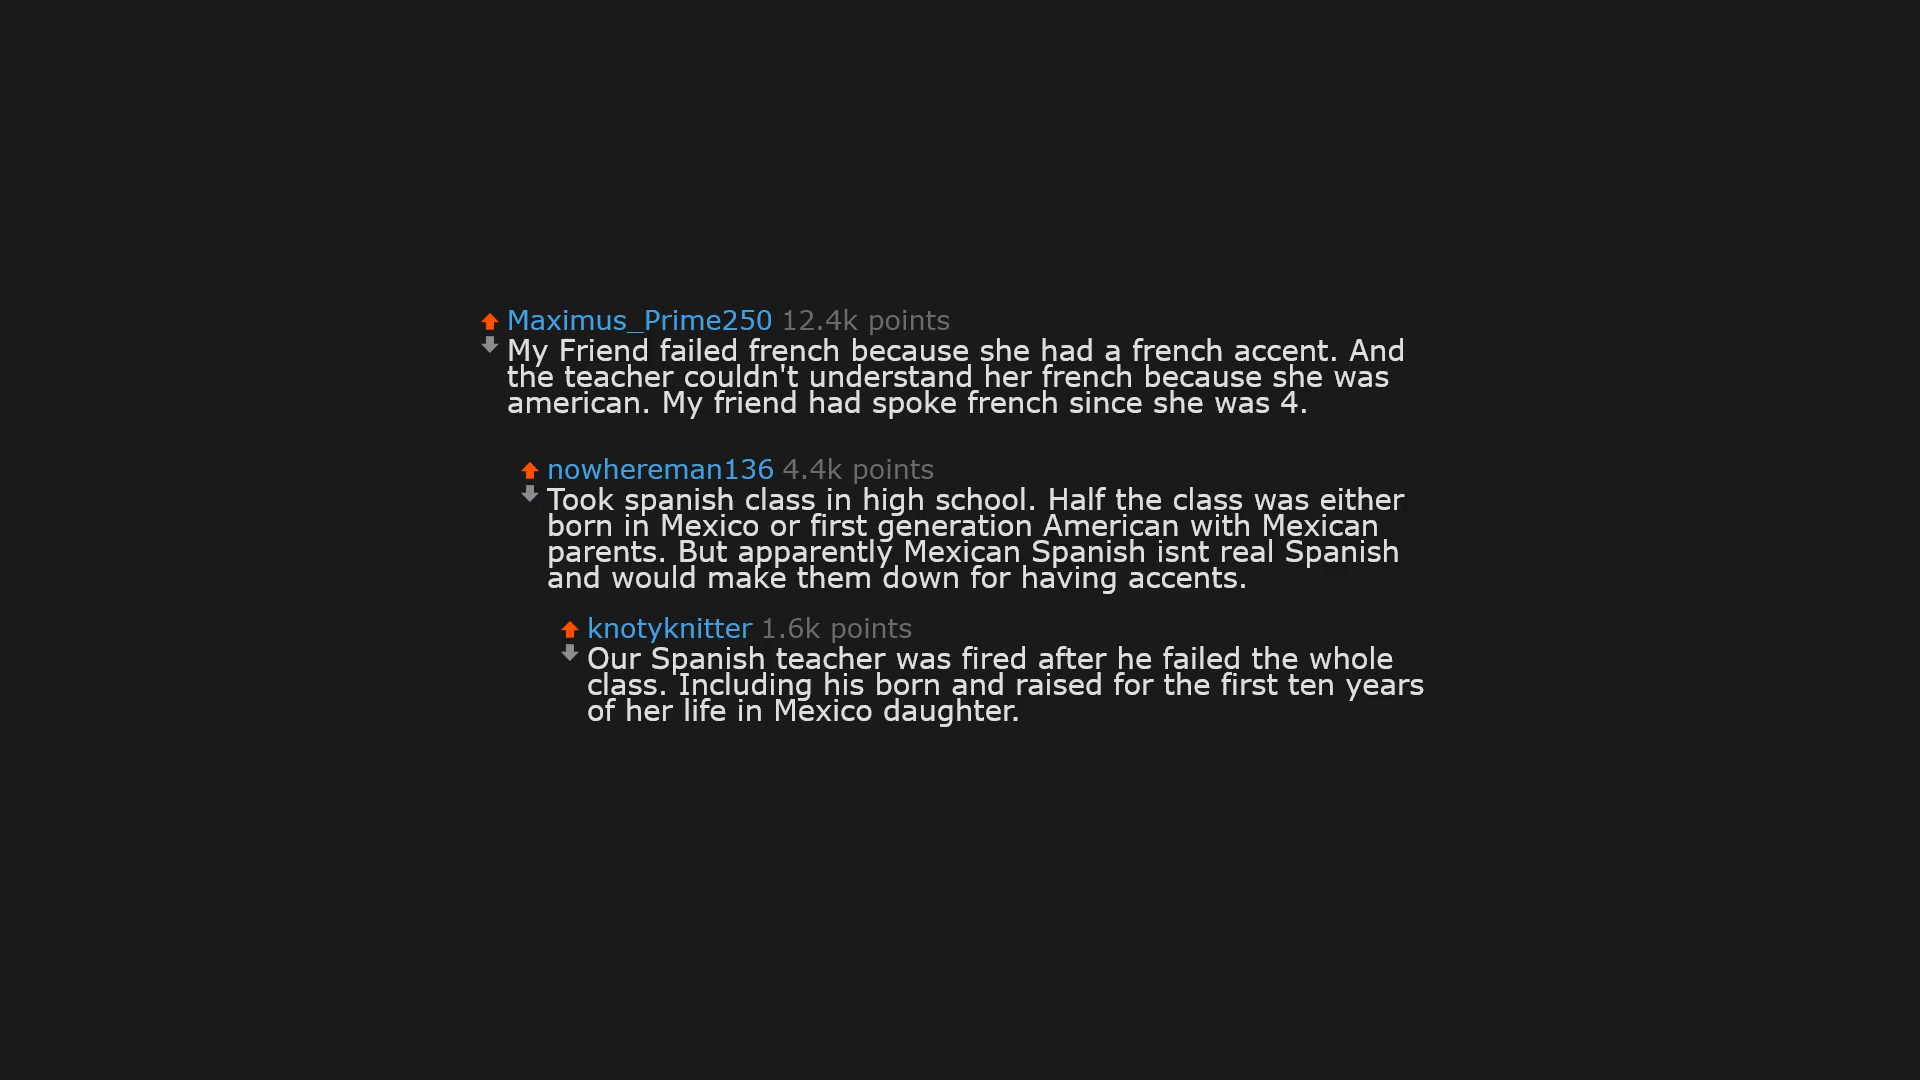 Maximus_Prime250 12.4k points
My Friend failed french because she had a french accent. And
the teacher couldn't understand her french because she was
american. My friend had spoke french since she was 4.
nowhereman136 4.4k points
Took spanish class in high school. Half the class was either
born in Mexico or first generation American with Mexican
parents. But apparently Mexican Spanish isnt real Spanish
and would make them down for having accents.
knotyknitter 1.6k points
Our Spanish teacher was fired after he failed the whole
class. Including his born and raised for the first ten years
of her life in Mexico daughter.